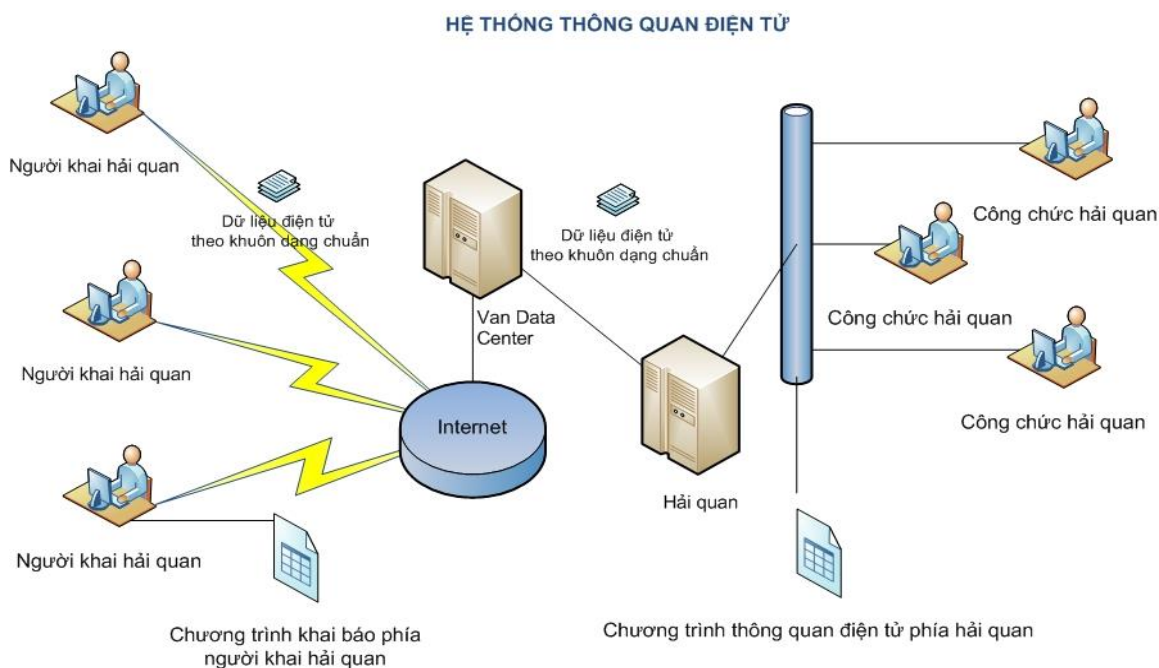 HỆ THỐNG THÔNG QUAN ĐIỆN TỬ
Người khai hải quan
Dữ liệu điện tử
theo khuôn dạng chuẩn
Dữ liệu điện tử
theo khuôn dạng chuẩn
Công chức hải quan
Van Data
Center
Công chức hải quan
Người khai hải quan
Internet
Công chức hải quan
Hải quan
Người khai hải quan
Chương trình khai báo phía
người khai hải quan
Chương trình thông quan điện tử phía hải quan